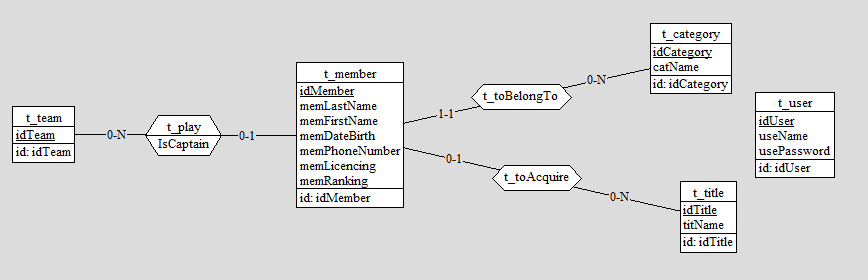 t_team
idTeam
id: idTeam
0-N
t_play
IsCaptain
0-1
t_member
idMember
memLastName
memFirstName
memDateBirth
memPhoneNumber
memLicencing
memRanking
id: idMember
1-1
t_toBelongTo
0-N
t_category
idCategory
catName
id: idCategory
0-1
t_toAcquire
0-N
t_title
idTitle
titName
id: idTitle
t_user
idUser
useName
usePassword
id: idUser